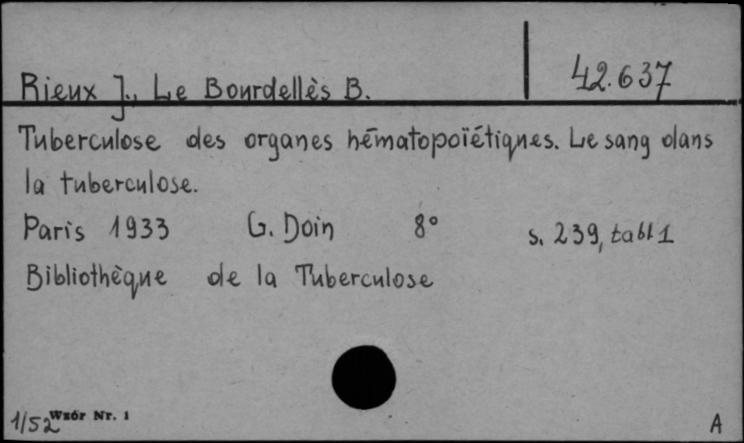 Rieux J., Le Bourdellès B. 42.637
Tuberculose des organes hématopoïétiques. Le sang dans
la tuberculose.
Paris 1933 G. Doin 8° s. 239, tabl 1
Bibliothèque de la Tuberculose
1/52 Wzór Nr. 1 A